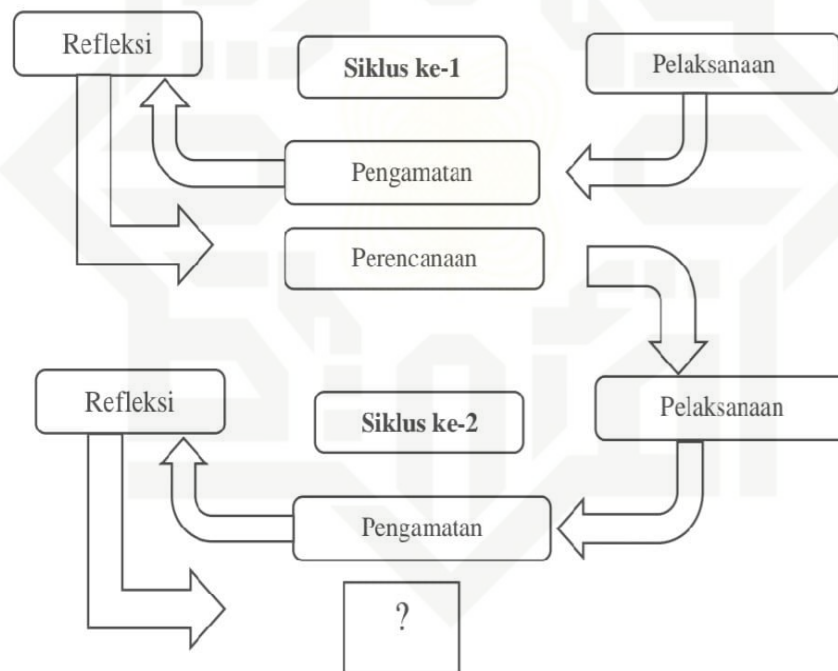 Refleksi
Siklus ke-1
Pelaksanaan
Pengamatan
Perencanaan
Refleksi
Siklus ke-2
Pelaksanaan
Pengamatan
?